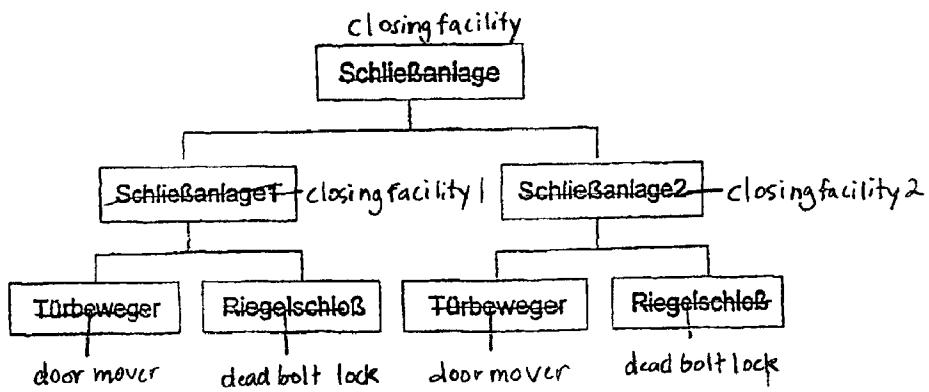 closing facility
Schließanlage
Schließanlage1 closing facility 1
Schließanlage2 closing facility 2
Türbeweger
Riegelschloß
Türbeweger
Riegelschloß
door mover
dead bolt lock
door mover
dead bolt lock